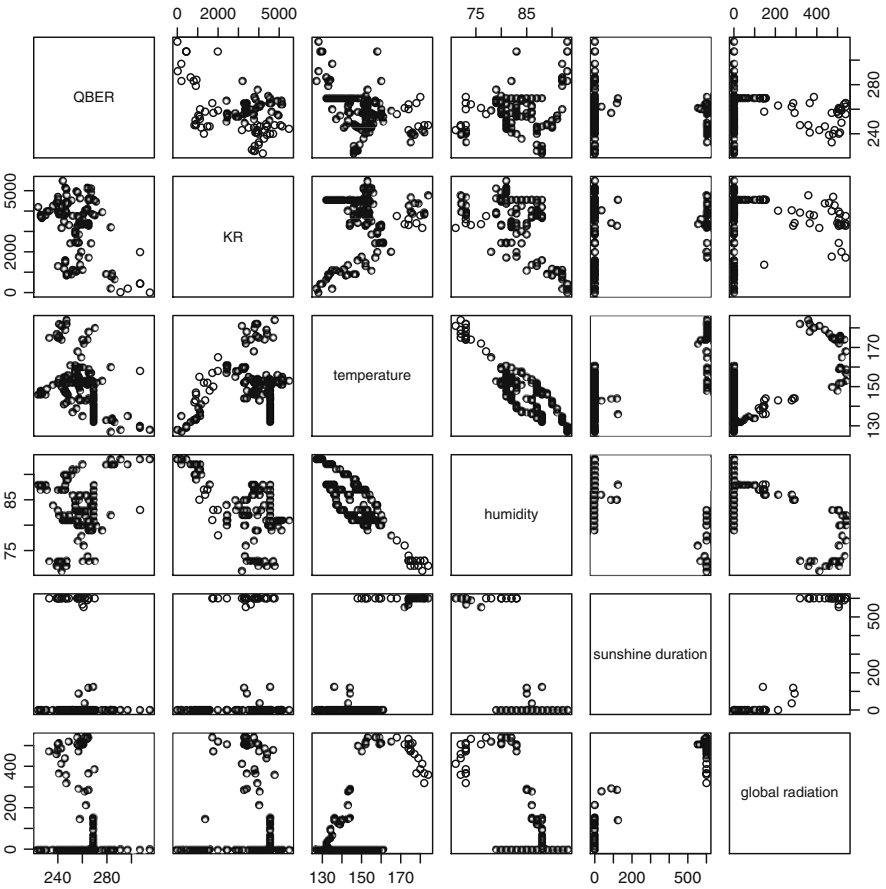 0 2000 5000 75 85 0 200 400
QBER
240 280
0 2000 5000
KR
temperature
130 150 170
75 85
humidity
sunshine duration
0 200 600
0 200 400
global radiation
240 280 130 150 170 0 200 500